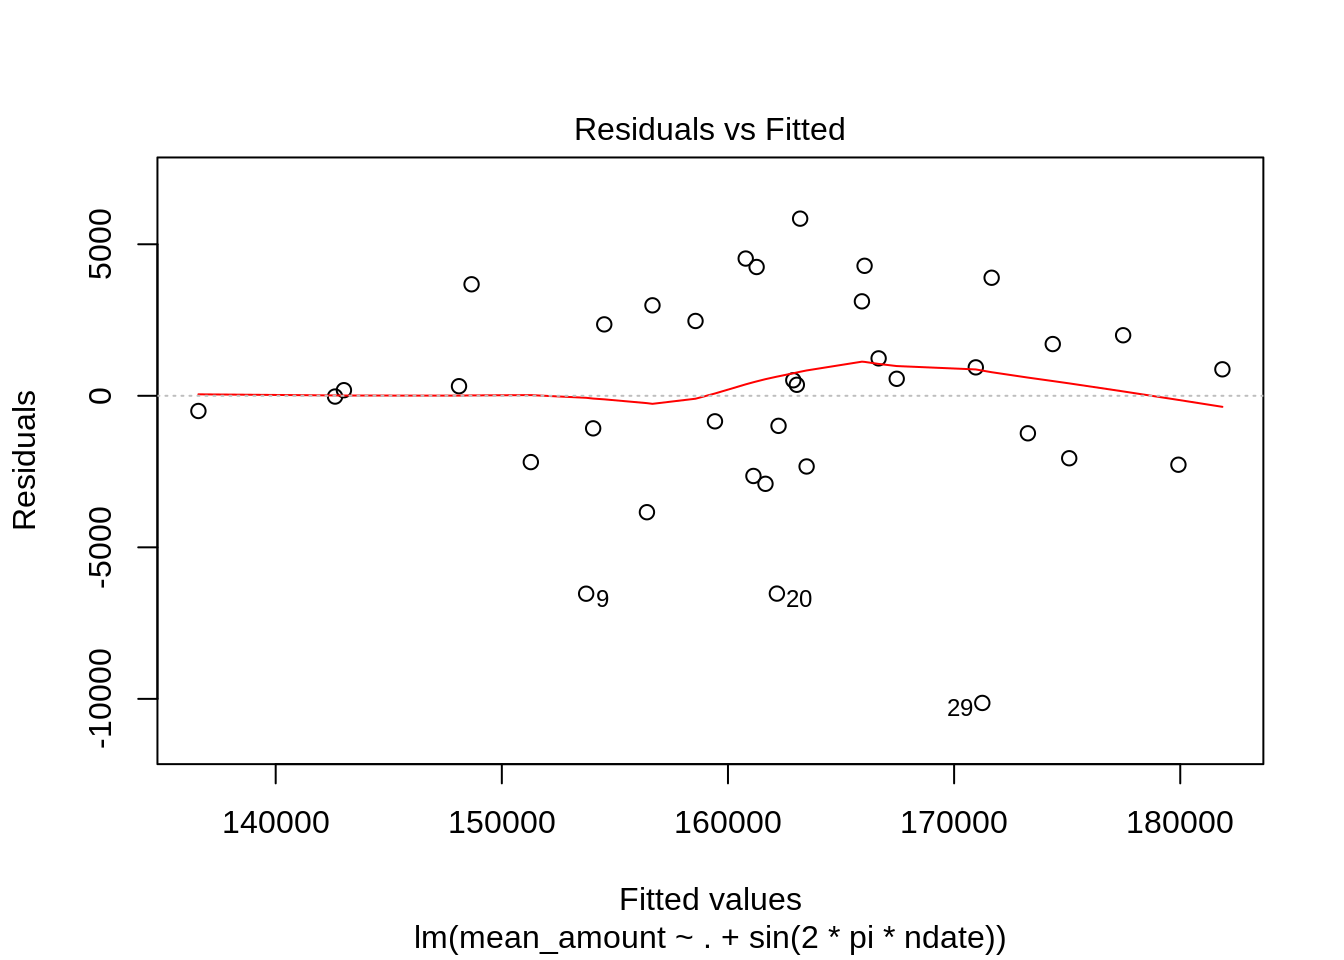 Residuals vs Fitted
Residuals
5000
0
-5000
-10000
9
20
29
140000 150000 160000 170000 180000
Fitted values
lm(mean_amount ~ . + sin(2 * pi * ndate))